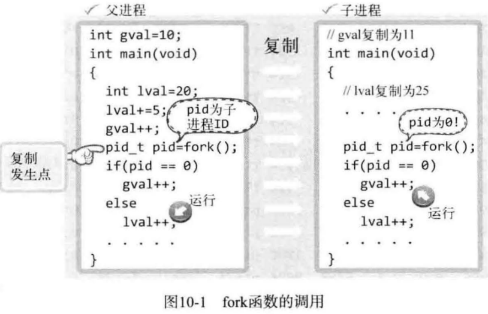 ✓ 父进程
int gval=10;
int main(void)
{
int lval=20;
lval+=5;
gval++;
pid为子
进程ID
pid_t pid=fork();
if(pid == 0)
gval++;
else
lval++;
运行
. . . . .
}
复制
发生点
复制
✓ 子进程
// gval复制为11
int main(void)
{
// lval复制为25
. . . .
pid为0!
pid_t pid=fork();
if(pid == 0)
gval++;
else
lval++;
运行
. . . . .
}
图10-1 fork函数的调用